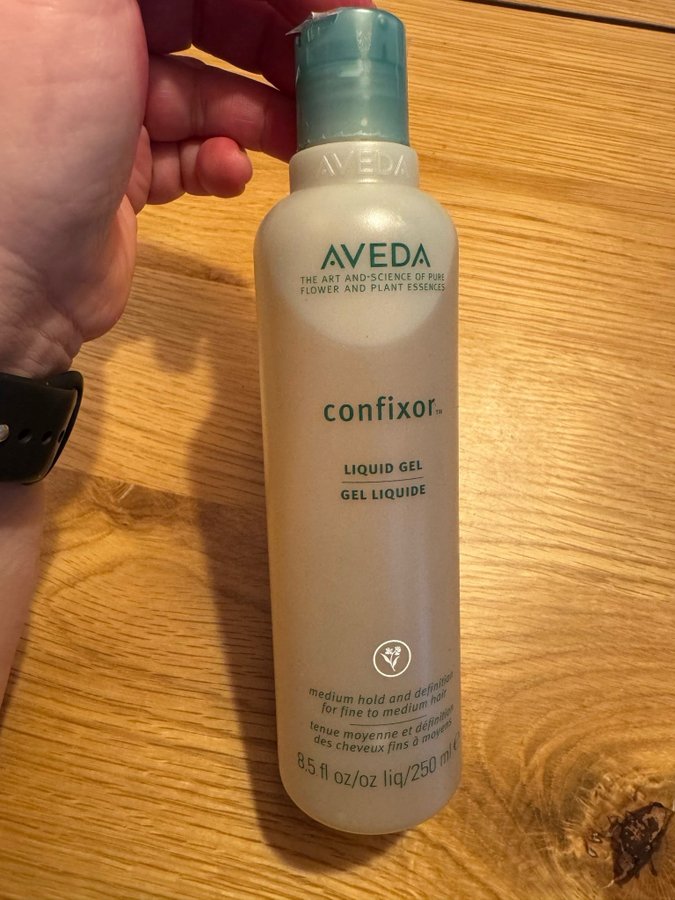 AVEDA
AVEDA
THE ART AND SCIENCE OF PURE
FLOWER AND PLANT ESSENCES
confixor™
LIQUID GEL
GEL LIQUIDE
medium hold and definition
for fine to medium hair
tenue moyenne et définition
des cheveux fins à moyens
8.5 fl oz/oz liq/250 ml e